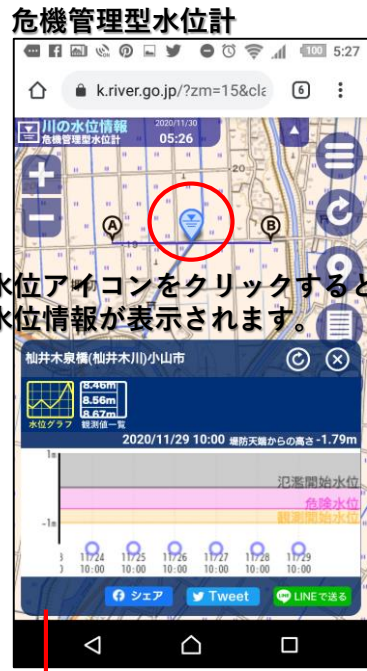 危機管理型水位計
100 5:27
k.river.go.jp/?zm=15&cla
6
川の水位情報
危機管理型水位計
2020/11/30
05:26
20
A
B
19
水位アイコンをクリックすると
水位情報が表示されます。
杣井木泉橋(杣井木川)小山市
8.46m
8.56m
8.67m
水位グラフ 観測値一覧
2020/11/29 10:00 堤防天端からの高さ -1.79m
1m
氾濫開始水位
危険水位
観測開始水位
-1m
3 11/24 11/25 11/26 11/27 11/28 11/29
) 10:00 10:00 10:00 10:00 10:00 10:00
シェア Tweet LINEで送る